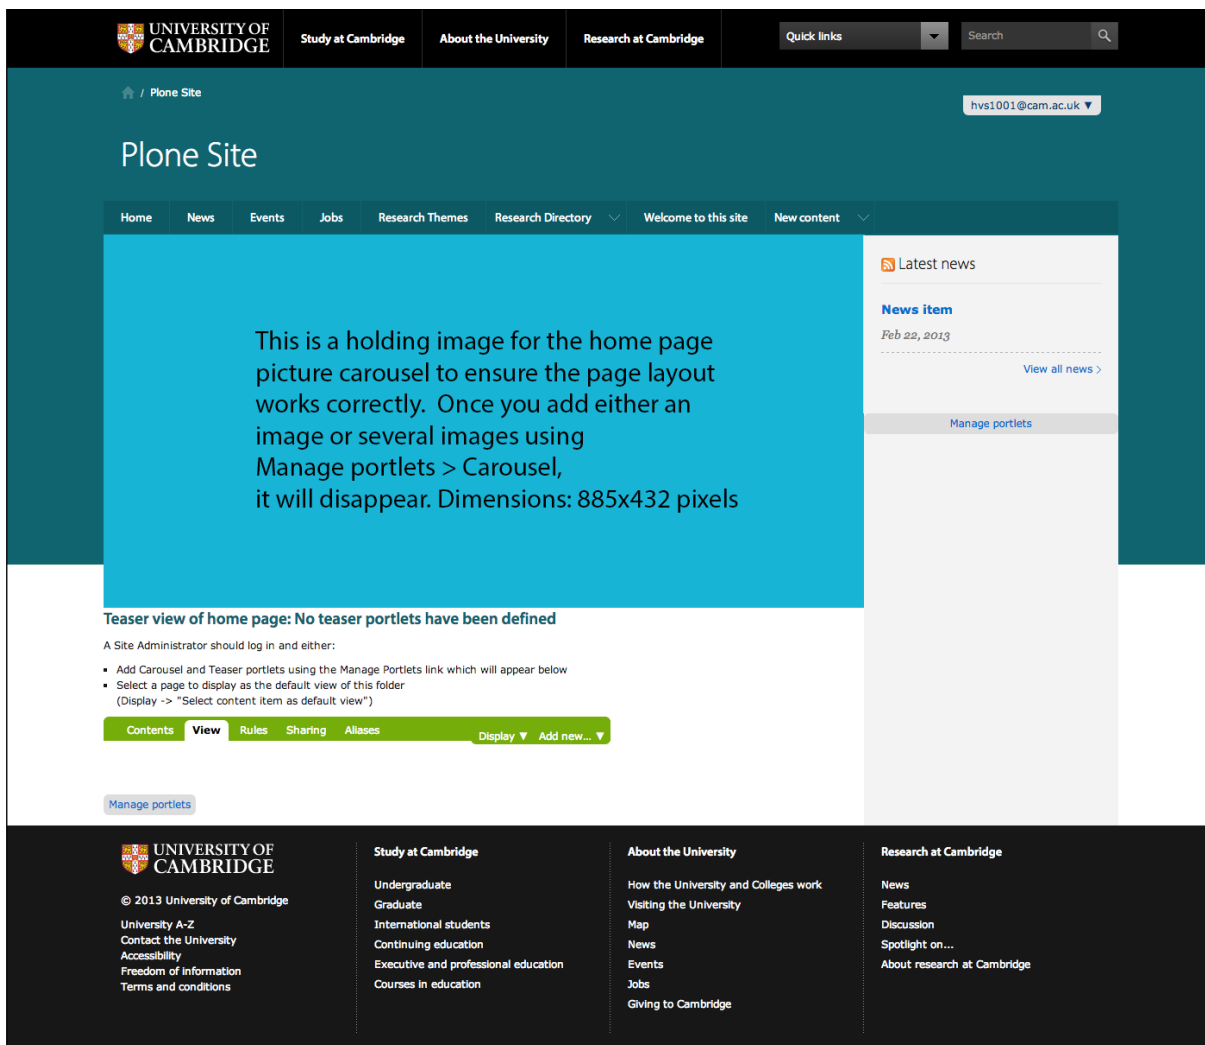 UNIVERSITY OF
CAMBRIDGE
Study at Cambridge
About the University
Research at Cambridge
Quick links
Search
/ Plone Site
hvs1001@cam.ac.uk ▼
Plone Site
Home
News
Events
Jobs
Research Themes
Research Directory
Welcome to this site
New content
This is a holding image for the home page
picture carousel to ensure the page layout
works correctly.  Once you add either an
image or several images using
Manage portlets > Carousel,
it will disappear. Dimensions: 885x432 pixels
Latest news
News item
Feb 22, 2013
View all news >
Manage portlets
Teaser view of home page: No teaser portlets have been defined
A Site Administrator should log in and either:
▪ Add Carousel and Teaser portlets using the Manage Portlets link which will appear below
▪ Select a page to display as the default view of this folder
(Display -> "Select content item as default view")
Contents
View
Rules
Sharing
Aliases
Display ▼
Add new... ▼
Manage portlets
UNIVERSITY OF
CAMBRIDGE
© 2013 University of Cambridge
University A-Z
Contact the University
Accessibility
Freedom of information
Terms and conditions
Study at Cambridge
Undergraduate
Graduate
International students
Continuing education
Executive and professional education
Courses in education
About the University
How the University and Colleges work
Visiting the University
Map
News
Events
Jobs
Giving to Cambridge
Research at Cambridge
News
Features
Discussion
Spotlight on...
About research at Cambridge